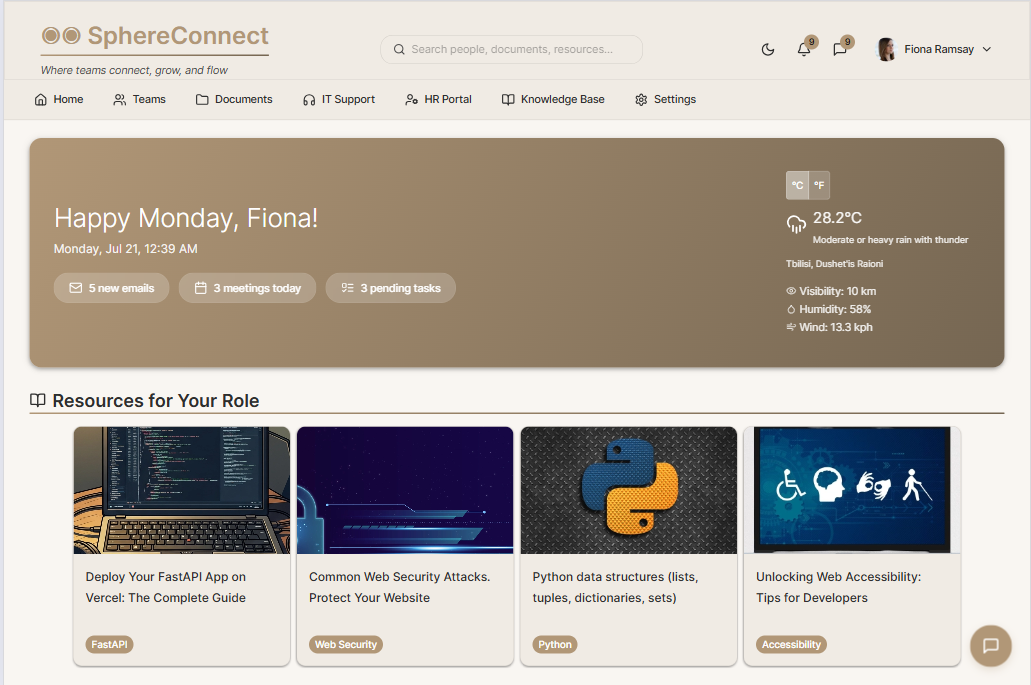 SphereConnect
Where teams connect, grow, and flow
Search people, documents, resources...
9
9
Fiona Ramsay
Home
Teams
Documents
IT Support
HR Portal
Knowledge Base
Settings
Happy Monday, Fiona!
Monday, Jul 21, 12:39 AM
5 new emails
3 meetings today
3 pending tasks
°C
°F
28.2°C
Moderate or heavy rain with thunder
Tbilisi, Dushet'is Raioni
Visibility: 10 km
Humidity: 58%
Wind: 13.3 kph
Resources for Your Role
Deploy Your FastAPI App on
Vercel: The Complete Guide
FastAPI
Common Web Security Attacks.
Protect Your Website
Web Security
Python data structures (lists,
tuples, dictionaries, sets)
Python
Unlocking Web Accessibility:
Tips for Developers
Accessibility